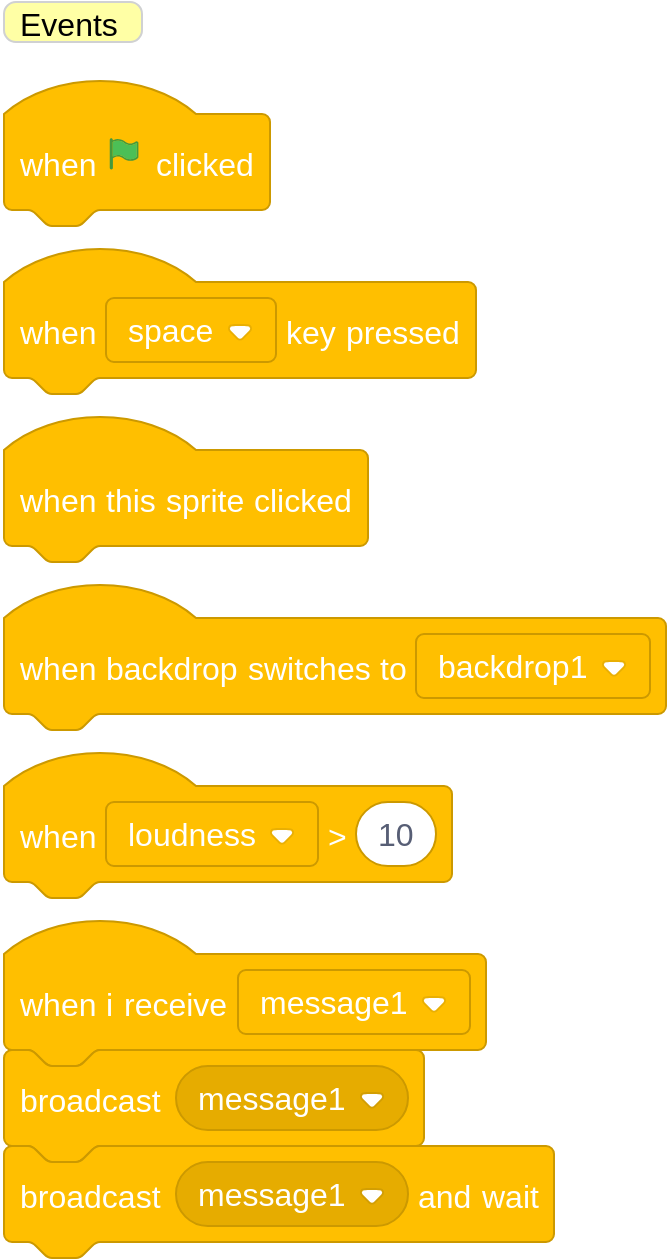 Events
when clicked
when space key pressed
when this sprite clicked
when backdrop switches to backdrop1
when loudness > 10
when i receive message1
broadcast message1
broadcast message1 and wait